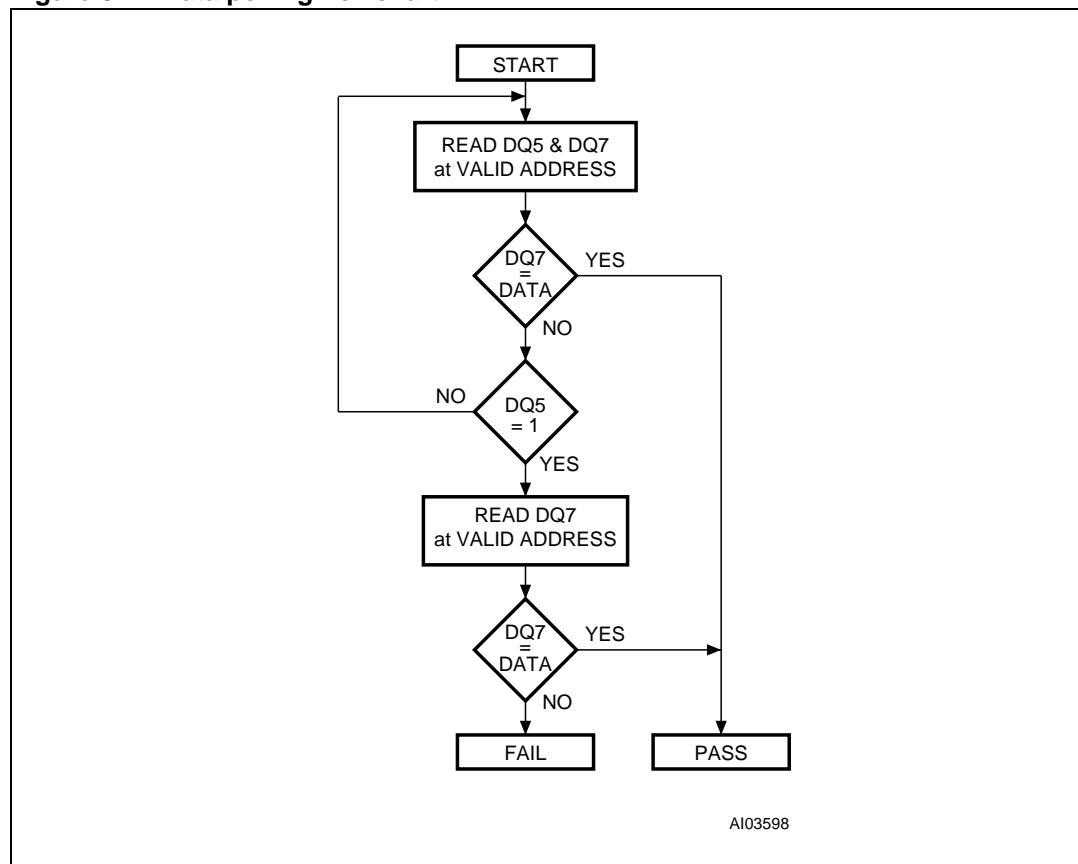 START
READ DQ5 & DQ7
at VALID ADDRESS
DQ7
=
DATA
YES
NO
NO
DQ5
= 1
YES
READ DQ7
at VALID ADDRESS
DQ7
=
DATA
YES
NO
FAIL
PASS
AI03598